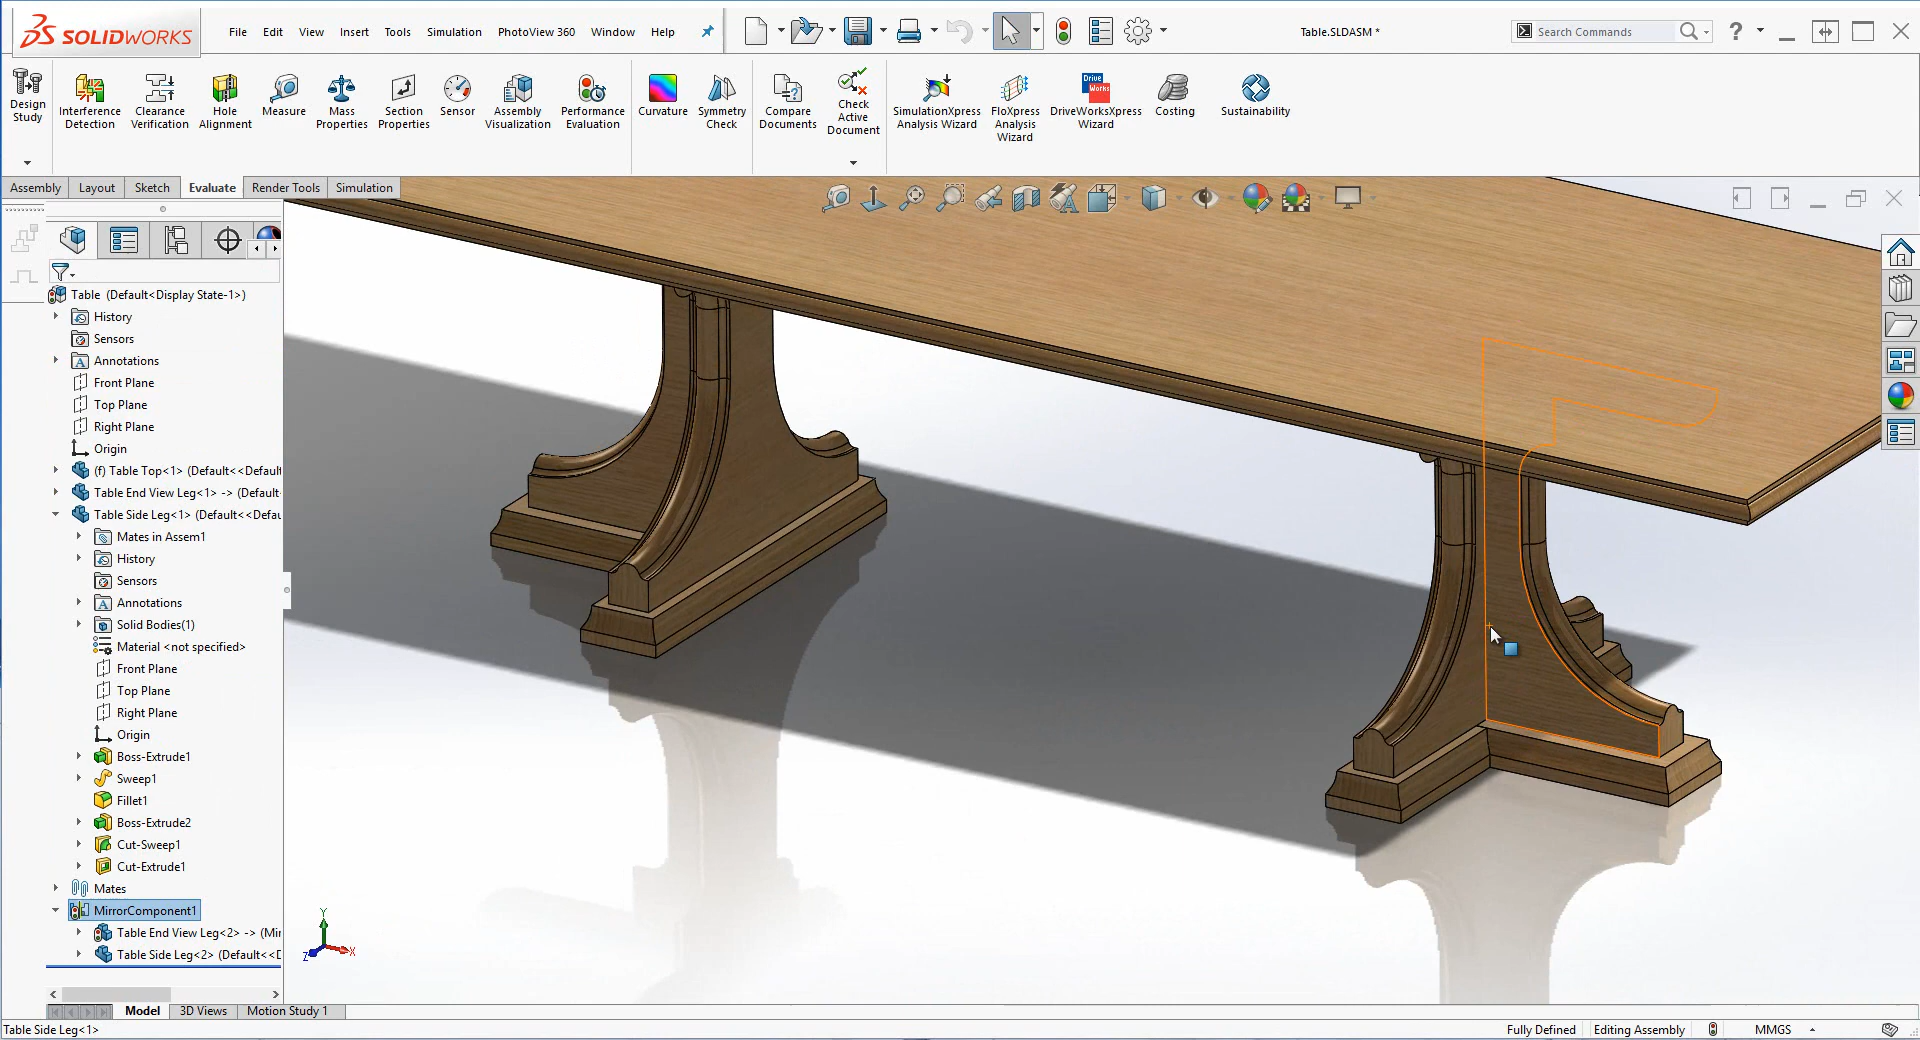 SOLIDWORKS
File Edit View Insert Tools Simulation PhotoView 360 Window Help
Table.SLDASM *
Search Commands
?
Design Study
Interference Detection
Clearance Verification
Hole Alignment
Measure
Mass Properties
Section Properties
Sensor
Assembly Visualization
Performance Evaluation
Curvature
Symmetry Check
Compare Documents
Check Active Document
SimulationXpress Analysis Wizard
FloXpress Analysis Wizard
Drive Works
DriveWorksXpress Wizard
Costing
Sustainability
Assembly Layout Sketch Evaluate Render Tools Simulation
Table (Default<Display State-1>)
History
Sensors
Annotations
Front Plane
Top Plane
Right Plane
Origin
(f) Table Top<1> (Default<<Default
Table End View Leg<1> -> (Default
Table Side Leg<1> (Default<<Defau
Mates in Assem1
History
Sensors
Annotations
Solid Bodies(1)
Material <not specified>
Front Plane
Top Plane
Right Plane
Origin
Boss-Extrude1
Sweep1
Fillet1
Boss-Extrude2
Cut-Sweep1
Cut-Extrude1
Mates
MirrorComponent1
Table End View Leg<2> -> (Mir
Table Side Leg<2> (Default<<D
Y
X
Z
Model 3D Views Motion Study 1
Table Side Leg<1>
Fully Defined Editing Assembly MMGS